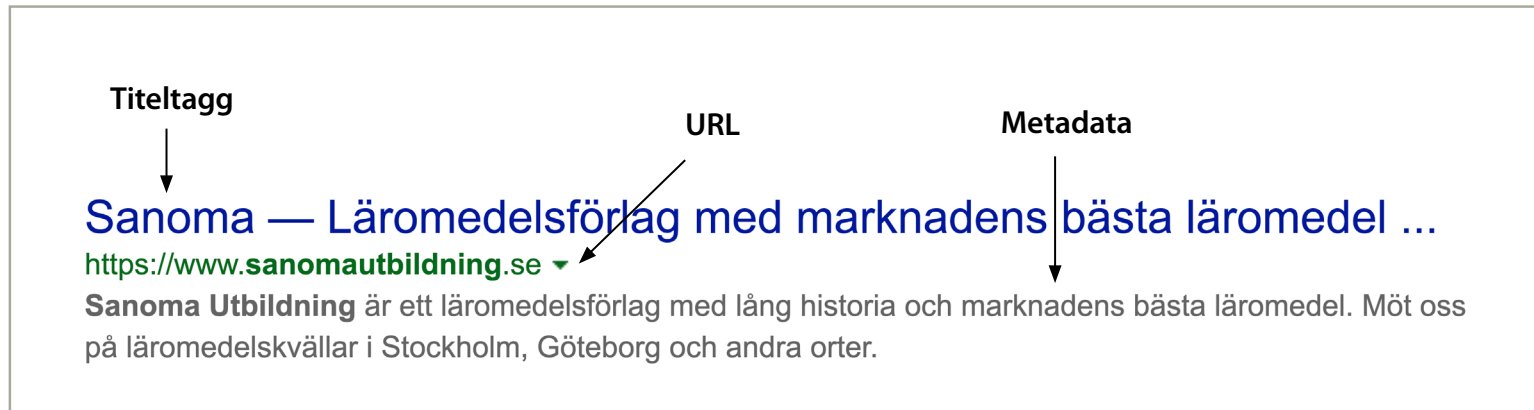 Titeltagg
URL
Metadata
Sanoma — Läromedelsförlag med marknadens bästa läromedel ...
https://www.sanomautbildning.se
Sanoma Utbildning är ett läromedelsförlag med lång historia och marknadens bästa läromedel. Möt oss
på läromedelskvällar i Stockholm, Göteborg och andra orter.